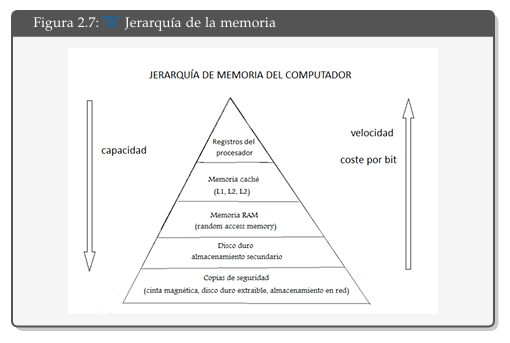 Figura 2.7: W Jerarquía de la memoria
JERARQUÍA DE MEMORIA DEL COMPUTADOR
capacidad
velocidad
coste por bit
Registros del
procesador
Memoria caché
(L1, L2, L2)
Memoria RAM
(random access memory)
Disco duro
almacenamiento secundario
Copias de seguridad
(cinta magnética, disco duro extraible, almacenamiento en red)